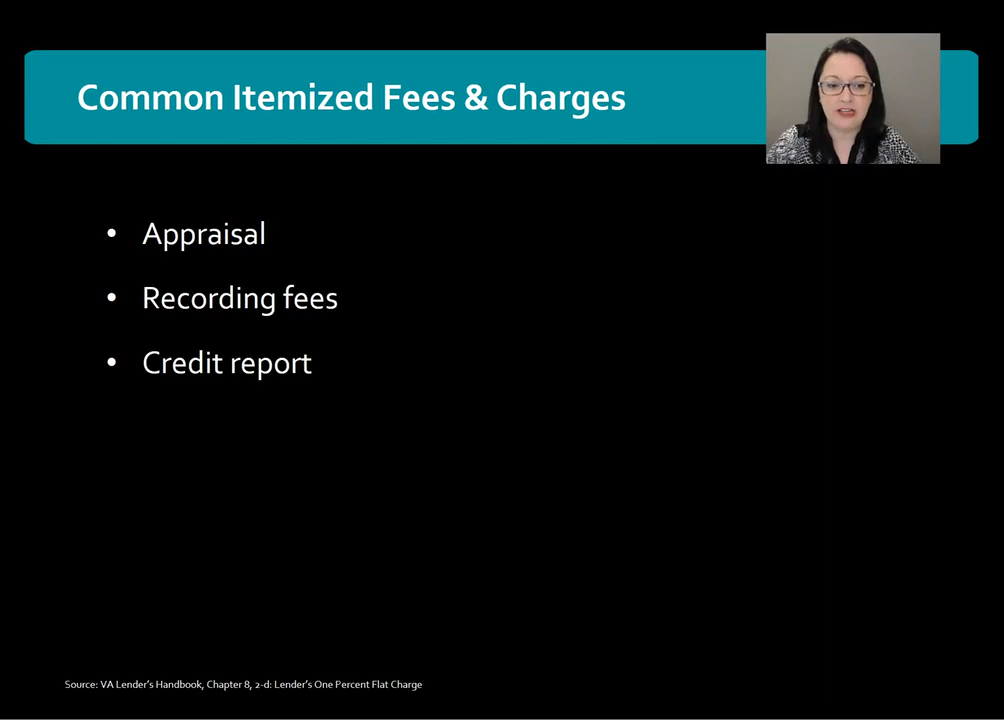 Common Itemized Fees & Charges
• Appraisal
• Recording fees
• Credit report
Source: VA Lender’s Handbook, Chapter 8, 2-d: Lender’s One Percent Flat Charge